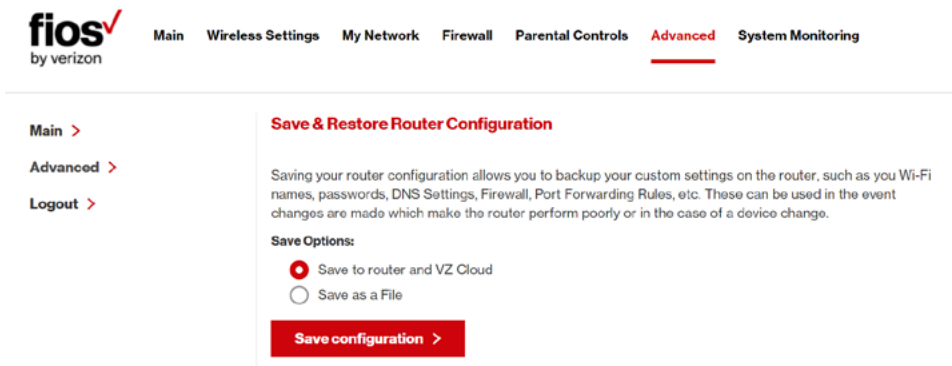 fios
by verizon
Main Wireless Settings My Network Firewall Parental Controls Advanced System Monitoring
Main >
Advanced >
Logout >
Save & Restore Router Configuration
Saving your router configuration allows you to backup your custom settings on the router, such as you Wi-Fi
names, passwords, DNS Settings, Firewall, Port Forwarding Rules, etc. These can be used in the event
changes are made which make the router perform poorly or in the case of a device change.
Save Options:
Save to router and VZ Cloud
Save as a File
Save configuration >